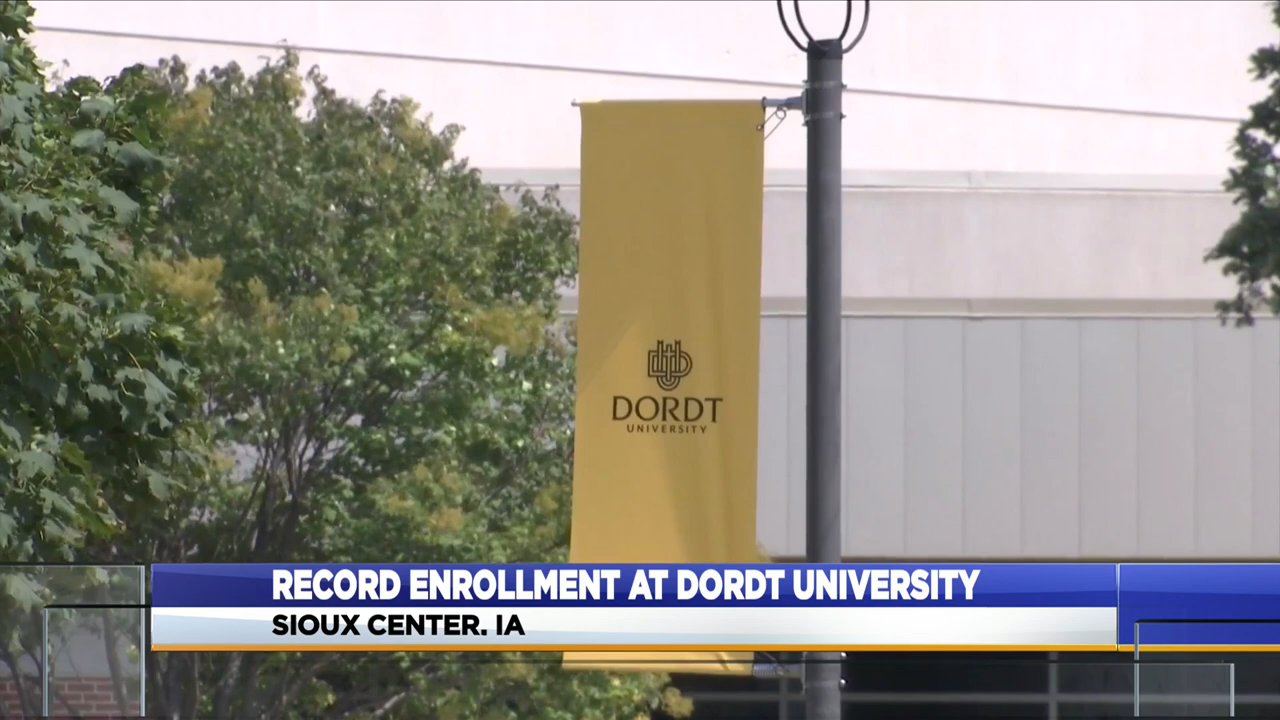 DORDT
UNIVERSITY
RECORD ENROLLMENT AT DORDT UNIVERSITY
SIOUX CENTER. IA